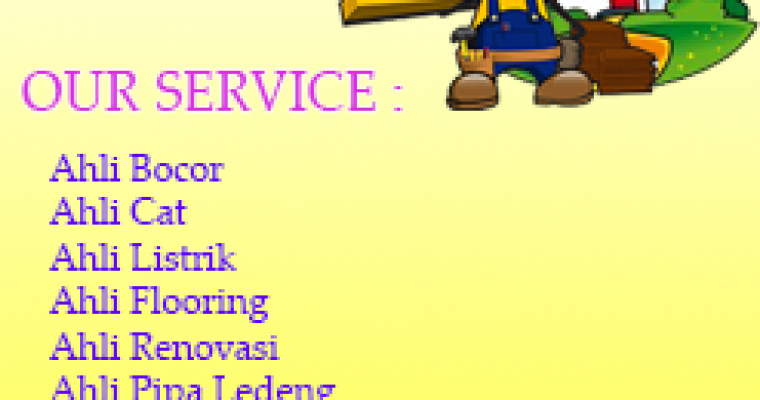 OUR SERVICE :
Ahli Bocor
Ahli Cat
Ahli Listrik
Ahli Flooring
Ahli Renovasi
Ahli Pipa Ledeng